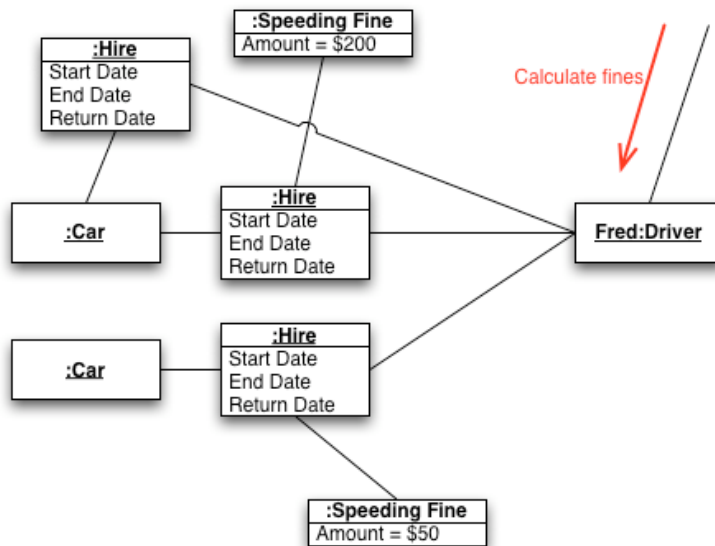 :Speeding Fine
Amount = $200
:Hire
Start Date
End Date
Return Date
Calculate fines
:Car
:Hire
Start Date
End Date
Return Date
Fred:Driver
:Car
:Hire
Start Date
End Date
Return Date
:Speeding Fine
Amount = $50